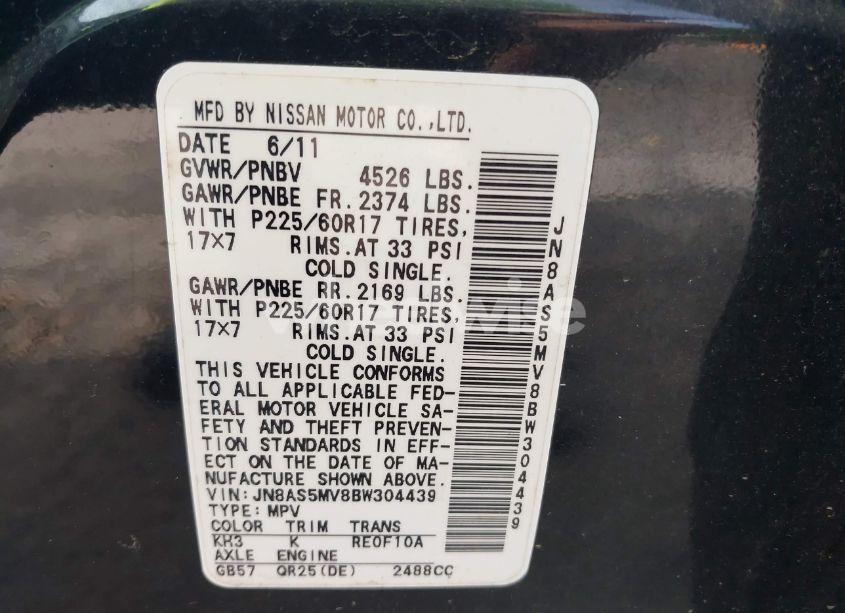 MFD BY NISSAN MOTOR CO.,LTD.
DATE 6/11
GVWR/PNBV 4526 LBS.
GAWR/PNBE FR. 2374 LBS.
WITH P225/60R17 TIRES,
17×7 RIMS.AT 33 PSI
COLD SINGLE.
GAWR/PNBE RR. 2169 LBS.
WITH P225/60R17 TIRES,
17×7 RIMS.AT 33 PSI
COLD SINGLE.
THIS VEHICLE CONFORMS
TO ALL APPLICABLE FED-
ERAL MOTOR VEHICLE SA-
FETY AND THEFT PREVEN-
TION STANDARDS IN EFF-
ECT ON THE DATE OF MA-
NUFACTURE SHOWN ABOVE.
VIN:JN8AS5MV8BW304439
TYPE:MPV
COLOR TRIM TRANS
KH3 K RE0F10A
AXLE ENGINE
GB57 QR25(DE) 2488CC
JN8AS5MV8BW304439